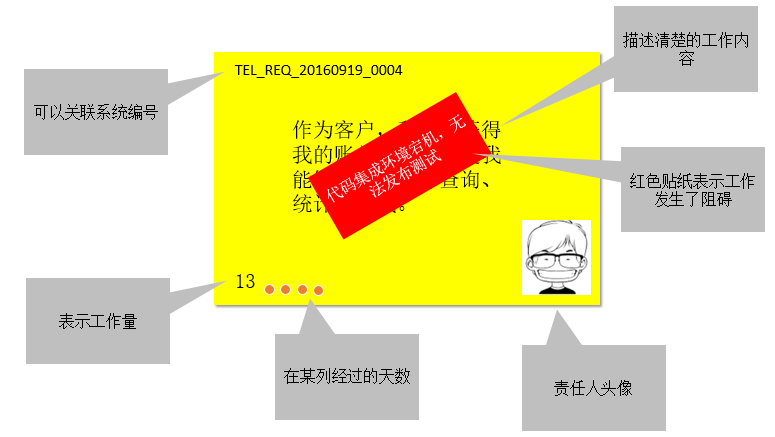 描述清楚的工作内
容
TEL_REQ_20160919_0004
可以关联系统编号
作为客户，
得
我的账
我
能
查询、
统计
。
代码集成环境宕机，无
法发布测试
红色贴纸表示工作
发生了阻碍
13
表示工作量
在某列经过的天数
责任人头像